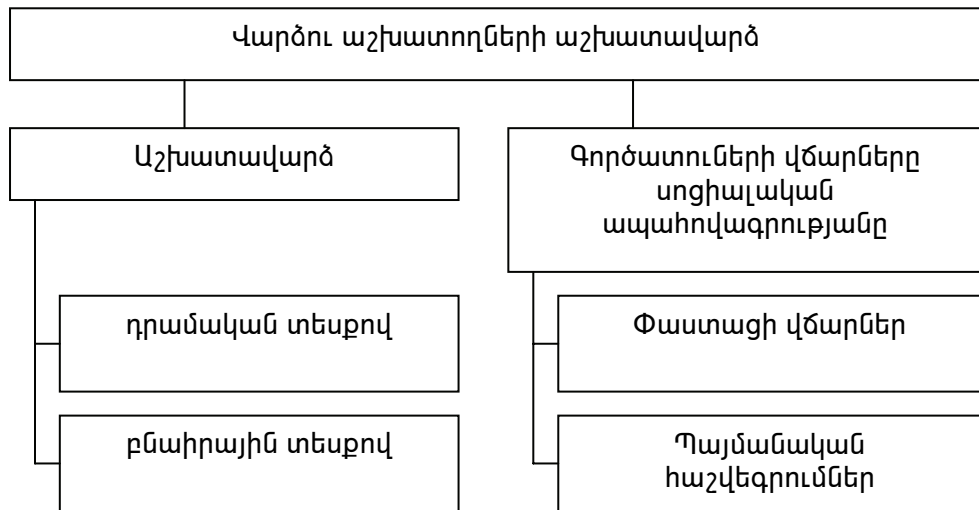 Վարձու աշխատողների աշխատավարձ
Աշխատավարձ
դրամական տեսքով
բնաիրային տեսքով
Գործատուների վճարները
սոցիալական
ապահովագրությանը
Փաստացի վճարներ
Պայմանական
հաշվեգրումներ